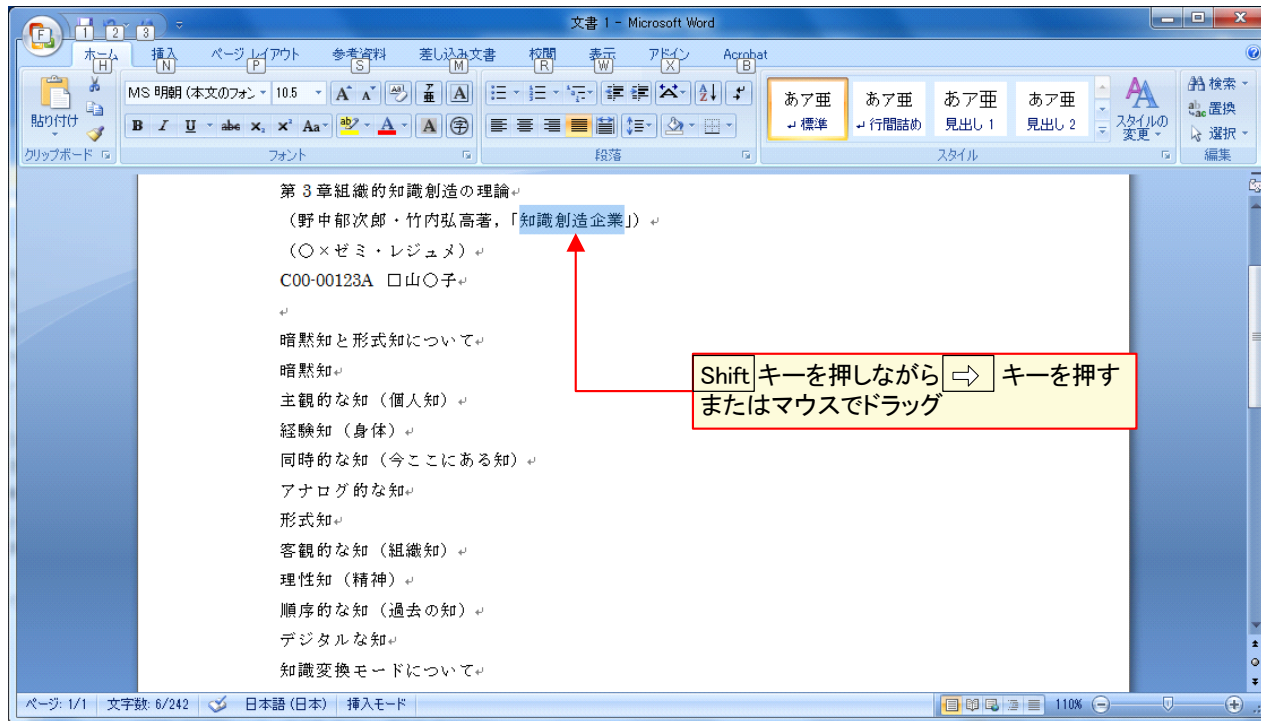 文書 1 - Microsoft Word
F 1 2 3
ホーム 挿入 ページ レイアウト 参考資料 差し込み文書 校閲 表示 アドイン Acrobat
H N P S M R W X B
MS 明朝 (本文のフォン 10.5
貼り付け
B I U abc x₂ x² Aa
あア亜 あア亜 あア亜 あア亜
↵ 標準 ↵ 行間詰め 見出し 1 見出し 2
スタイルの
変更
検索
置換
選択
クリップボード フォント 段落 スタイル 編集
第 3 章組織的知識創造の理論↵
（野中郁次郎・竹内弘高著，「知識創造企業」）↵
（○×ゼミ・レジュメ）↵
C00-00123A 口山○子↵
↵
暗黙知と形式知について↵
暗黙知↵
主観的な知（個人知）↵
経験知（身体）↵
同時的な知（今ここにある知）↵
アナログ的な知↵
形式知↵
客観的な知（組織知）↵
理性知（精神）↵
順序的な知（過去の知）↵
デジタルな知↵
知識変換モードについて↵
Shift キーを押しながら ⇨ キーを押す
またはマウスでドラッグ
ページ: 1/1 文字数: 6/242 日本語 (日本) 挿入モード 110%